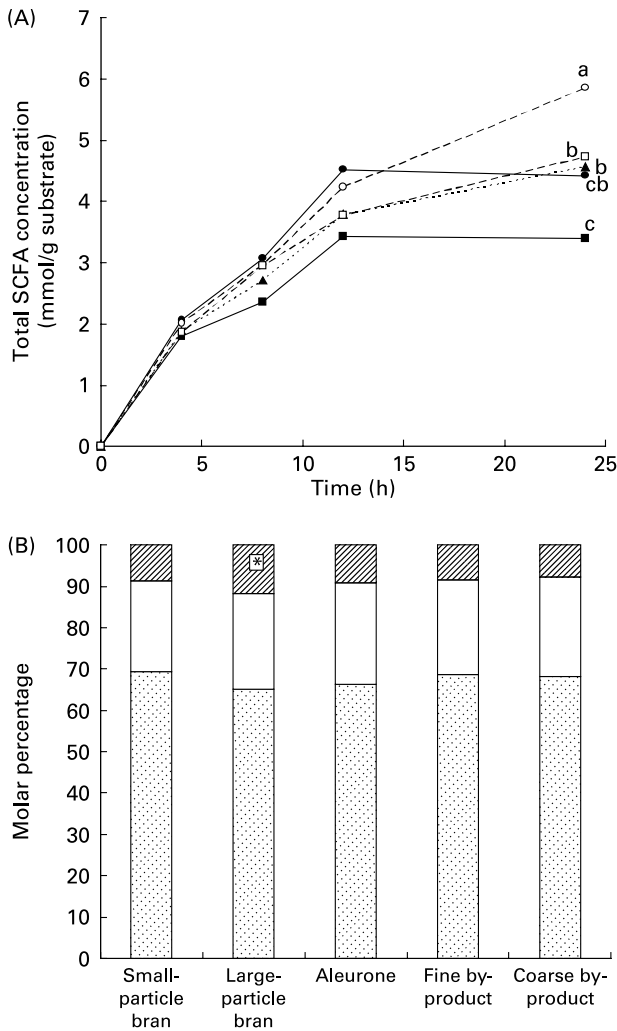 (A)
7
6
5
4
3
2
1
0
Total SCFA concentration
(mmol/g substrate)
a
b
b
cb
c
0 5 10 15 20 25
Time (h)
(B)
100
90
80
70
60
50
40
30
20
10
0
Molar percentage
*
Small-
particle
bran
Large-
particle
bran
Aleurone
Fine by-
product
Coarse by-
product